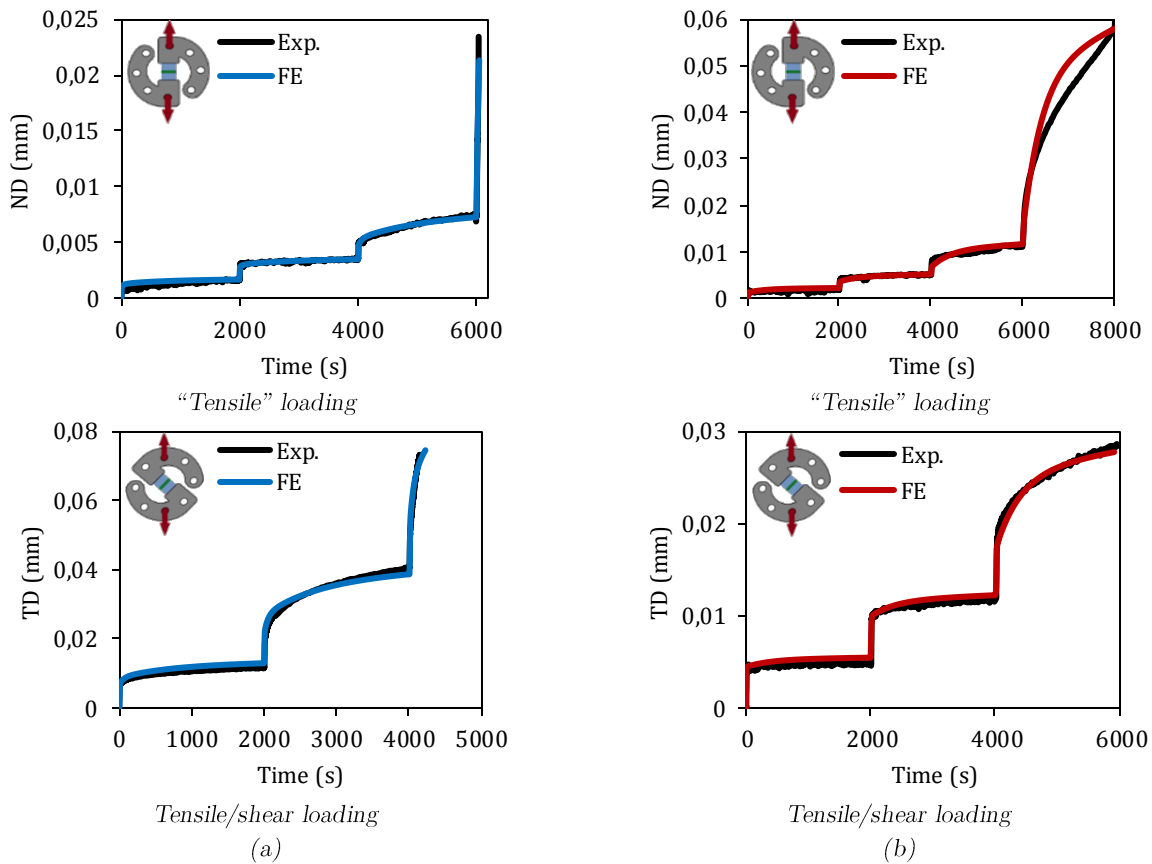 0,025
0,02
0,015
0,01
0,005
0
ND (mm)
Exp.
FE
0
2000
4000
6000
Time (s)
“Tensile” loading
0,06
0,05
0,04
0,03
0,02
0,01
0
ND (mm)
Exp.
FE
0
2000
4000
6000
8000
Time (s)
“Tensile” loading
0,08
0,06
0,04
0,02
0
TD (mm)
Exp.
FE
0
1000
2000
3000
4000
5000
Time (s)
Tensile/shear loading
(a)
0,03
0,02
0,01
0
TD (mm)
Exp.
FE
0
2000
4000
6000
Time (s)
Tensile/shear loading
(b)